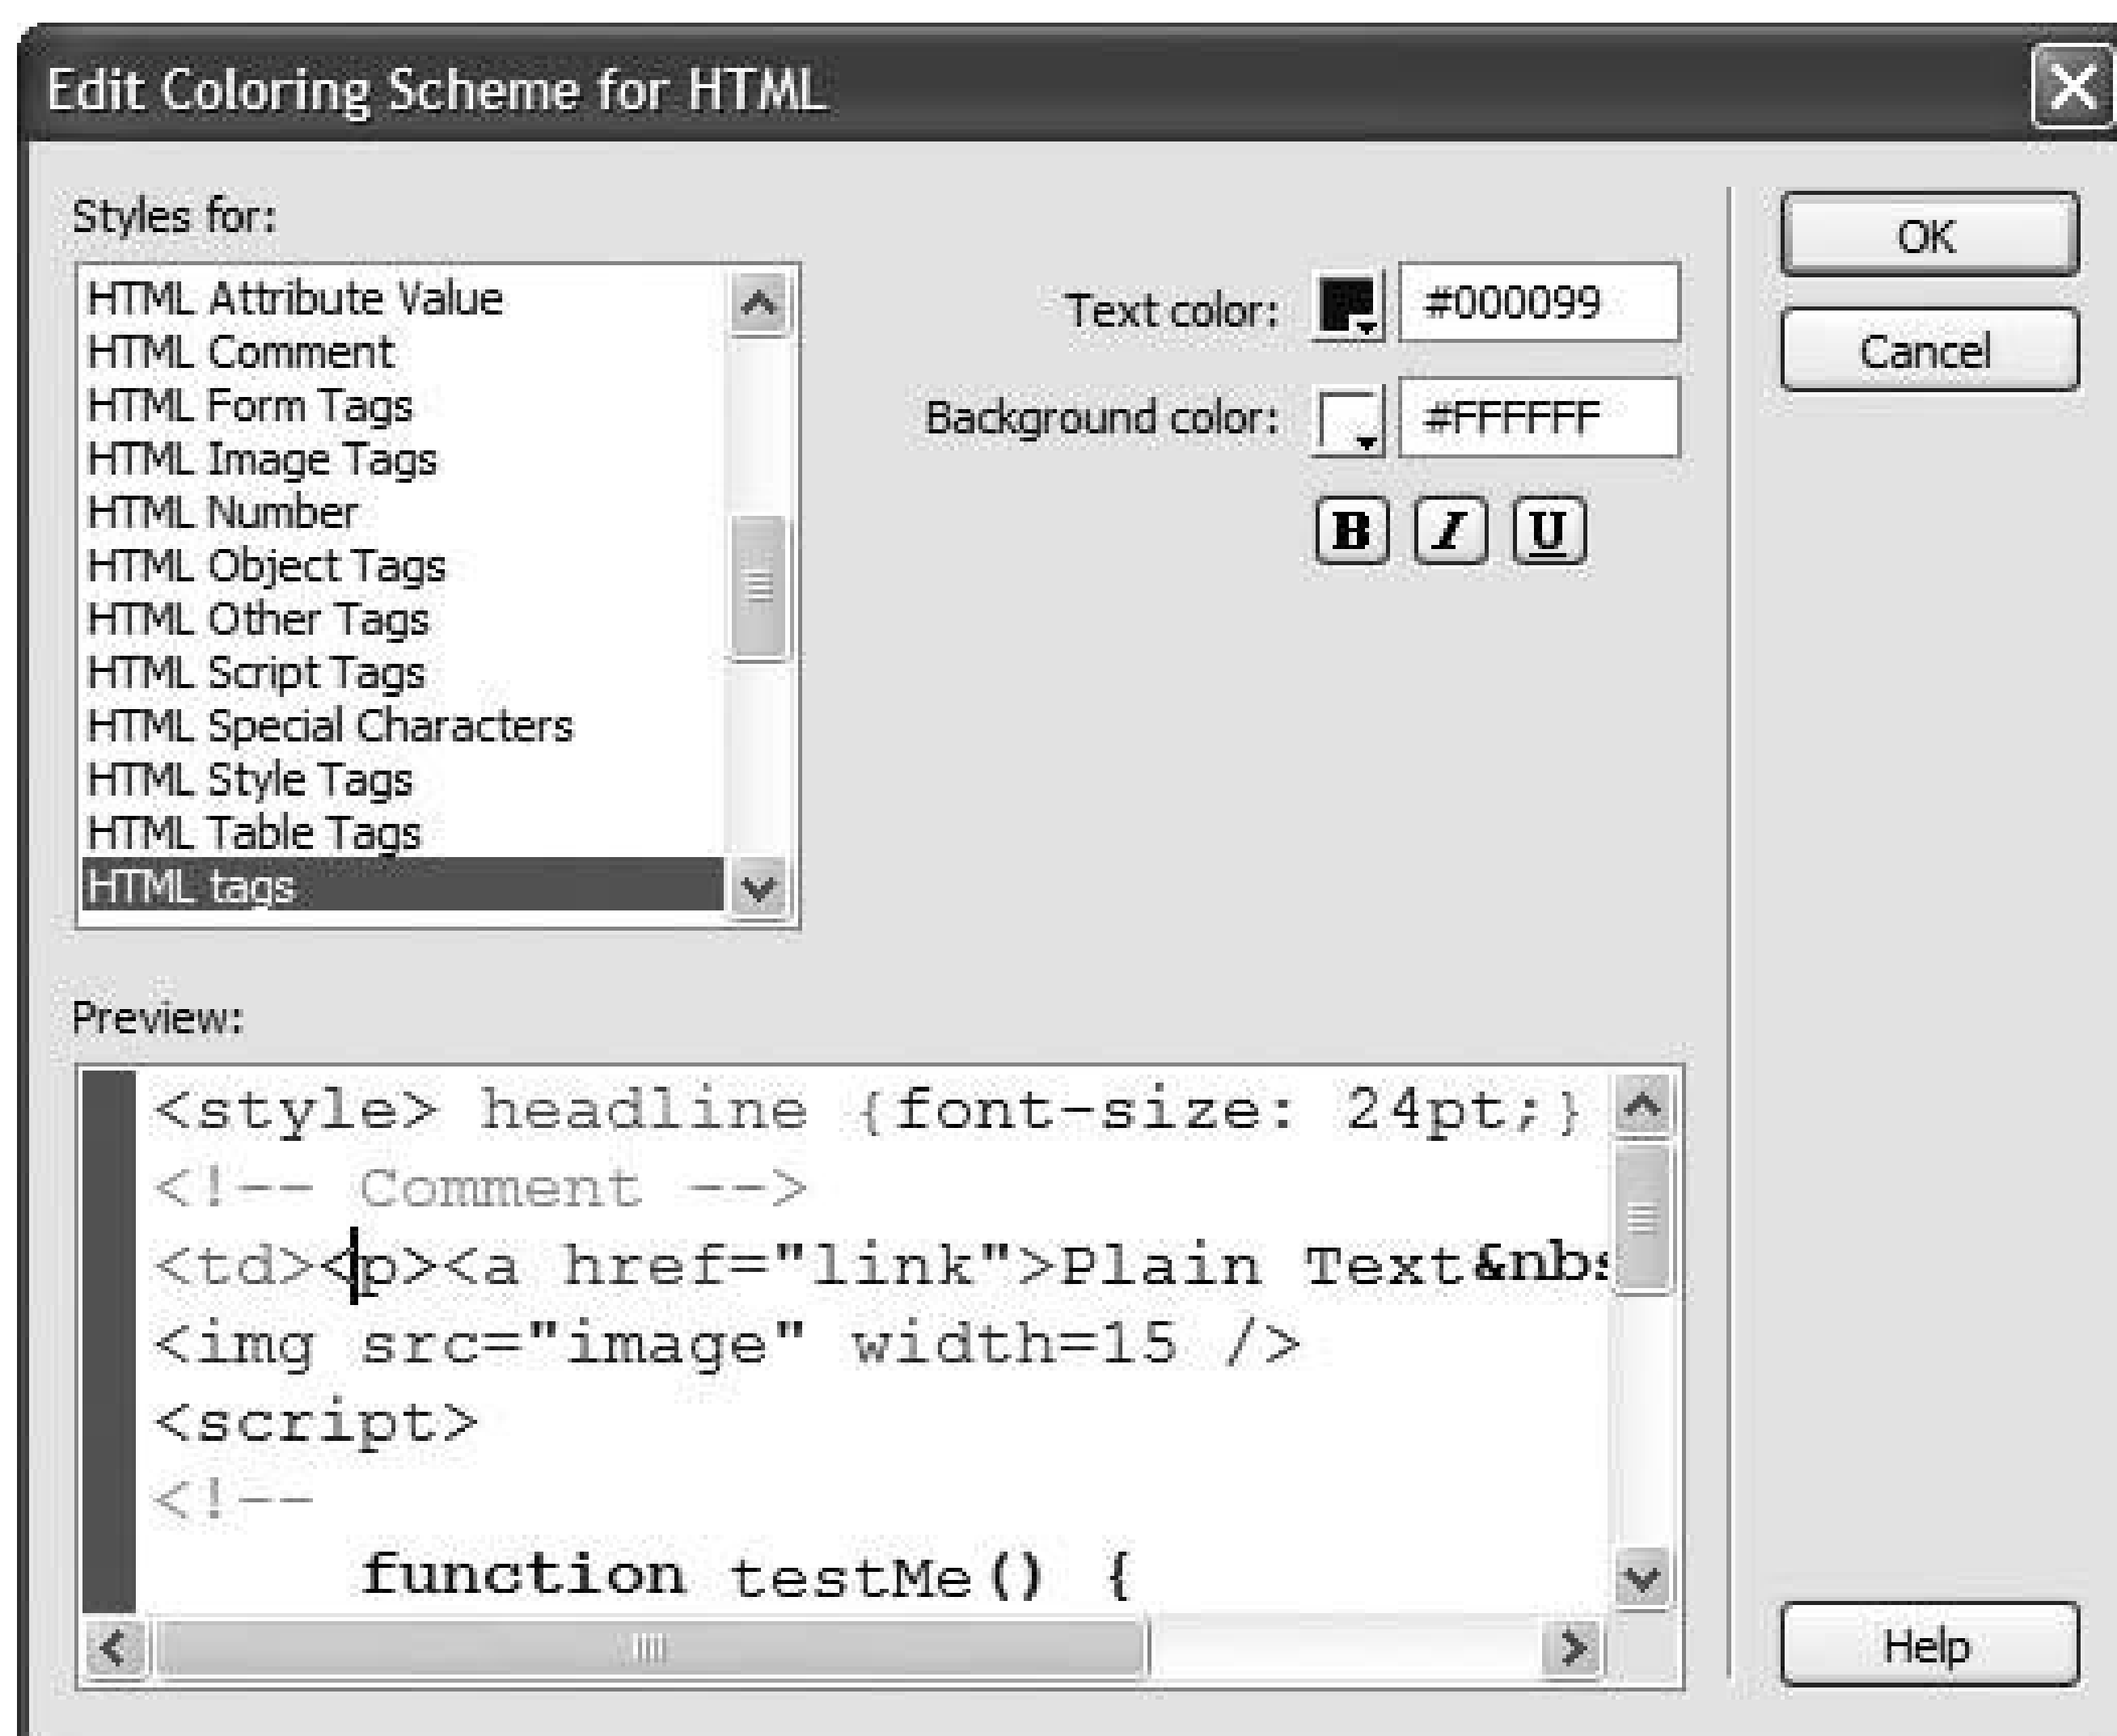 Edit Coloring Scheme for HTML
Styles for:
HTML Attribute Value
HTML Comment
HTML Form Tags
HTML Image Tags
HTML Number
HTML Object Tags
HTML Other Tags
HTML Script Tags
HTML Special Characters
HTML Style Tags
HTML Table Tags
HTML tags
Text color: #000099
Background color: #FFFFFF
B I U
OK
Cancel
Preview:
<style> headline {font-size: 24pt;}
<!-- Comment -->
<td><p><a href="link">Plain Text&nbs
<img src="image" width=15 />
<script>
<!--
function testMe() {
Help